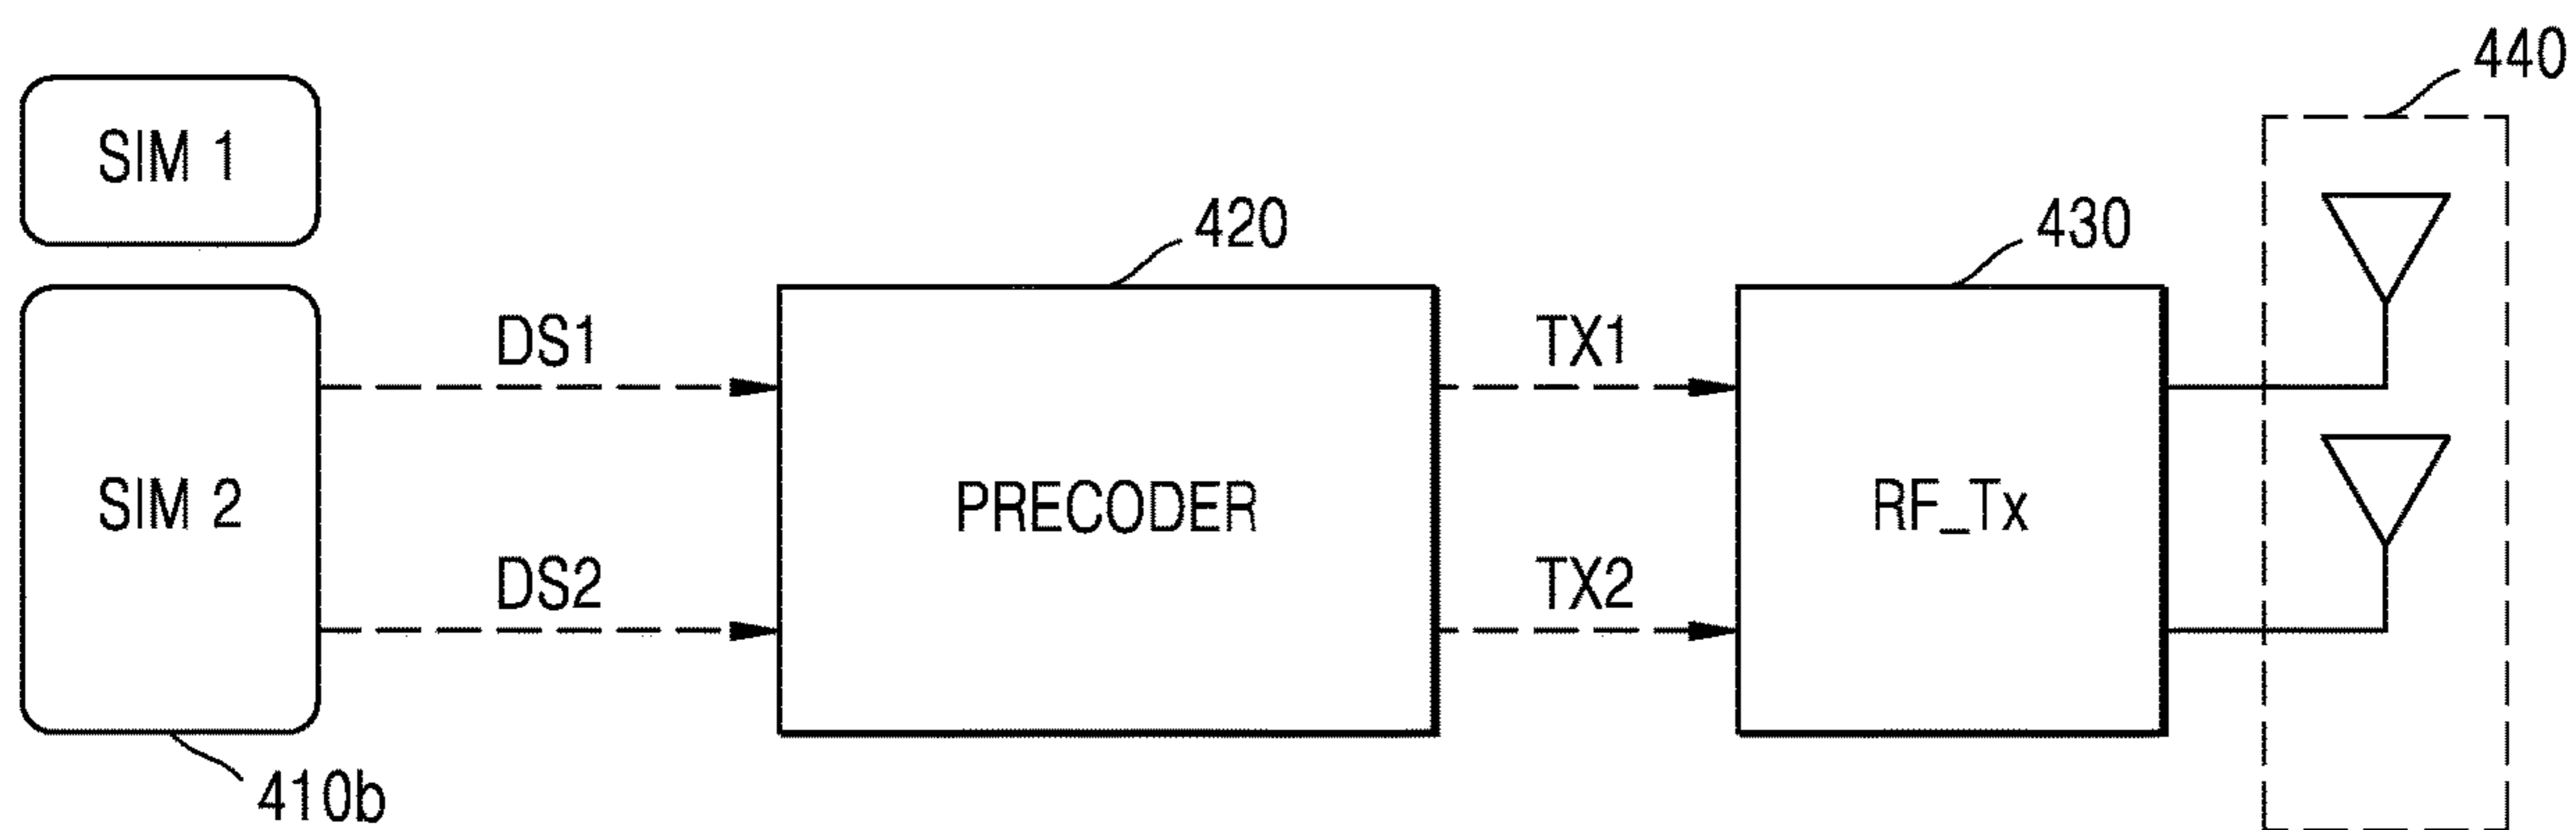 440
SIM 1
420
430
DS1
TX1
SIM 2
PRECODER
RF_Tx
DS2
TX2
410b